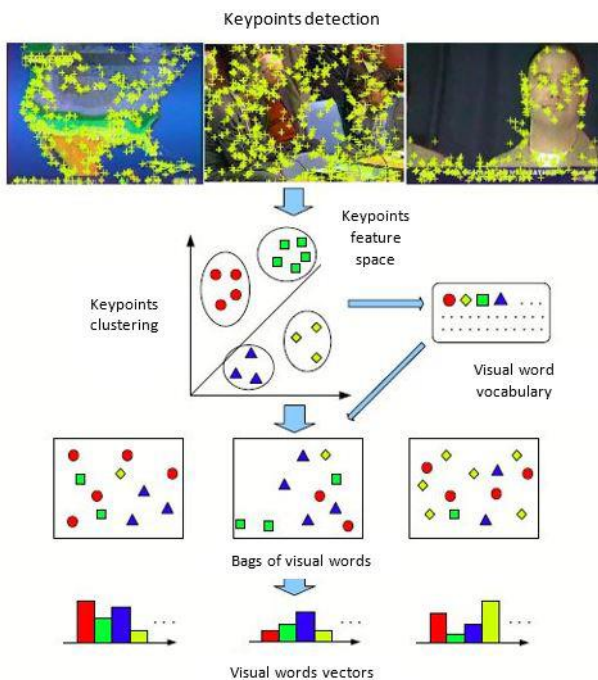 Keypoints detection
Keypoints
feature
space
Keypoints
clustering
. . .
Visual word
vocabulary
Bags of visual words
. . .
. . .
. . .
Visual words vectors